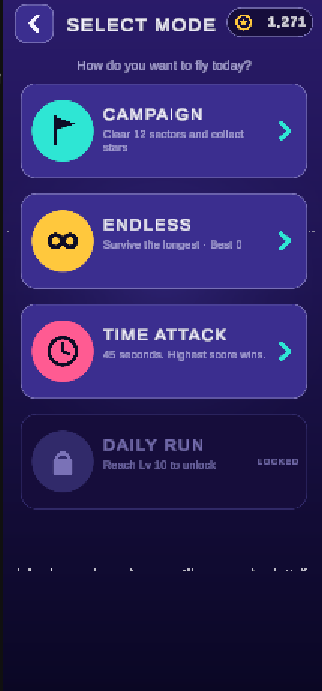 SELECT MODE
1,271
How do you want to fly today?
CAMPAIGN
Clear 12 sectors and collect
stars
ENDLESS
Survive the longest · Best 0
TIME ATTACK
45 seconds. Highest score wins.
DAILY RUN
Reach Lv 10 to unlock
LOCKED